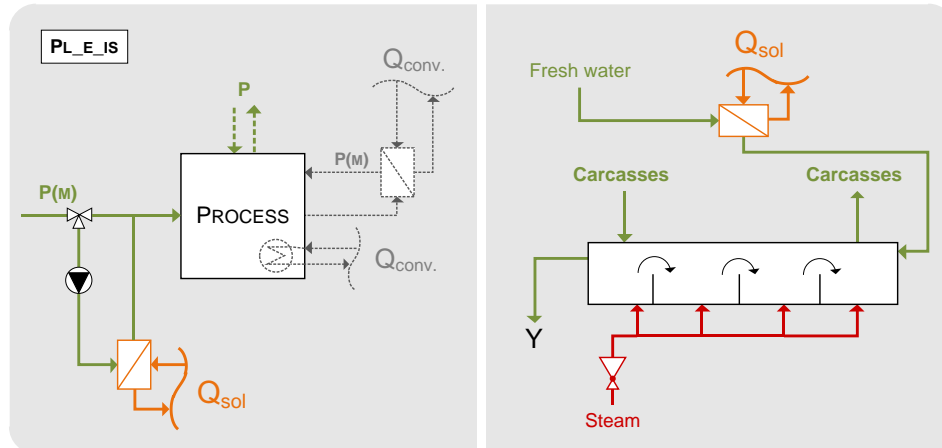 PL_E_IS
Qconv.
P
P(M)
P(M)
PROCESS
Qconv.
Qsol
Qsol
Fresh water
Carcasses
Carcasses
Y
Steam